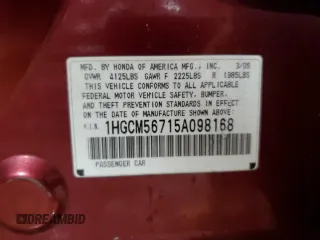 MFD. BY HONDA OF AMERICA MFG., INC. 3/05
GVWR 4125LBS GAWR F 2225LBS R 1985LBS
THIS VEHICLE CONFORMS TO ALL APPLICABLE
FEDERAL MOTOR VEHICLE SAFETY, BUMPER,
AND THEFT PREVENTION STANDARDS IN EFFECT
ON THE DATE OF MANUFACTURE SHOWN ABOVE.
V.I.N. 1HGCM56715A098168
PASSENGER CAR
DREAMBID